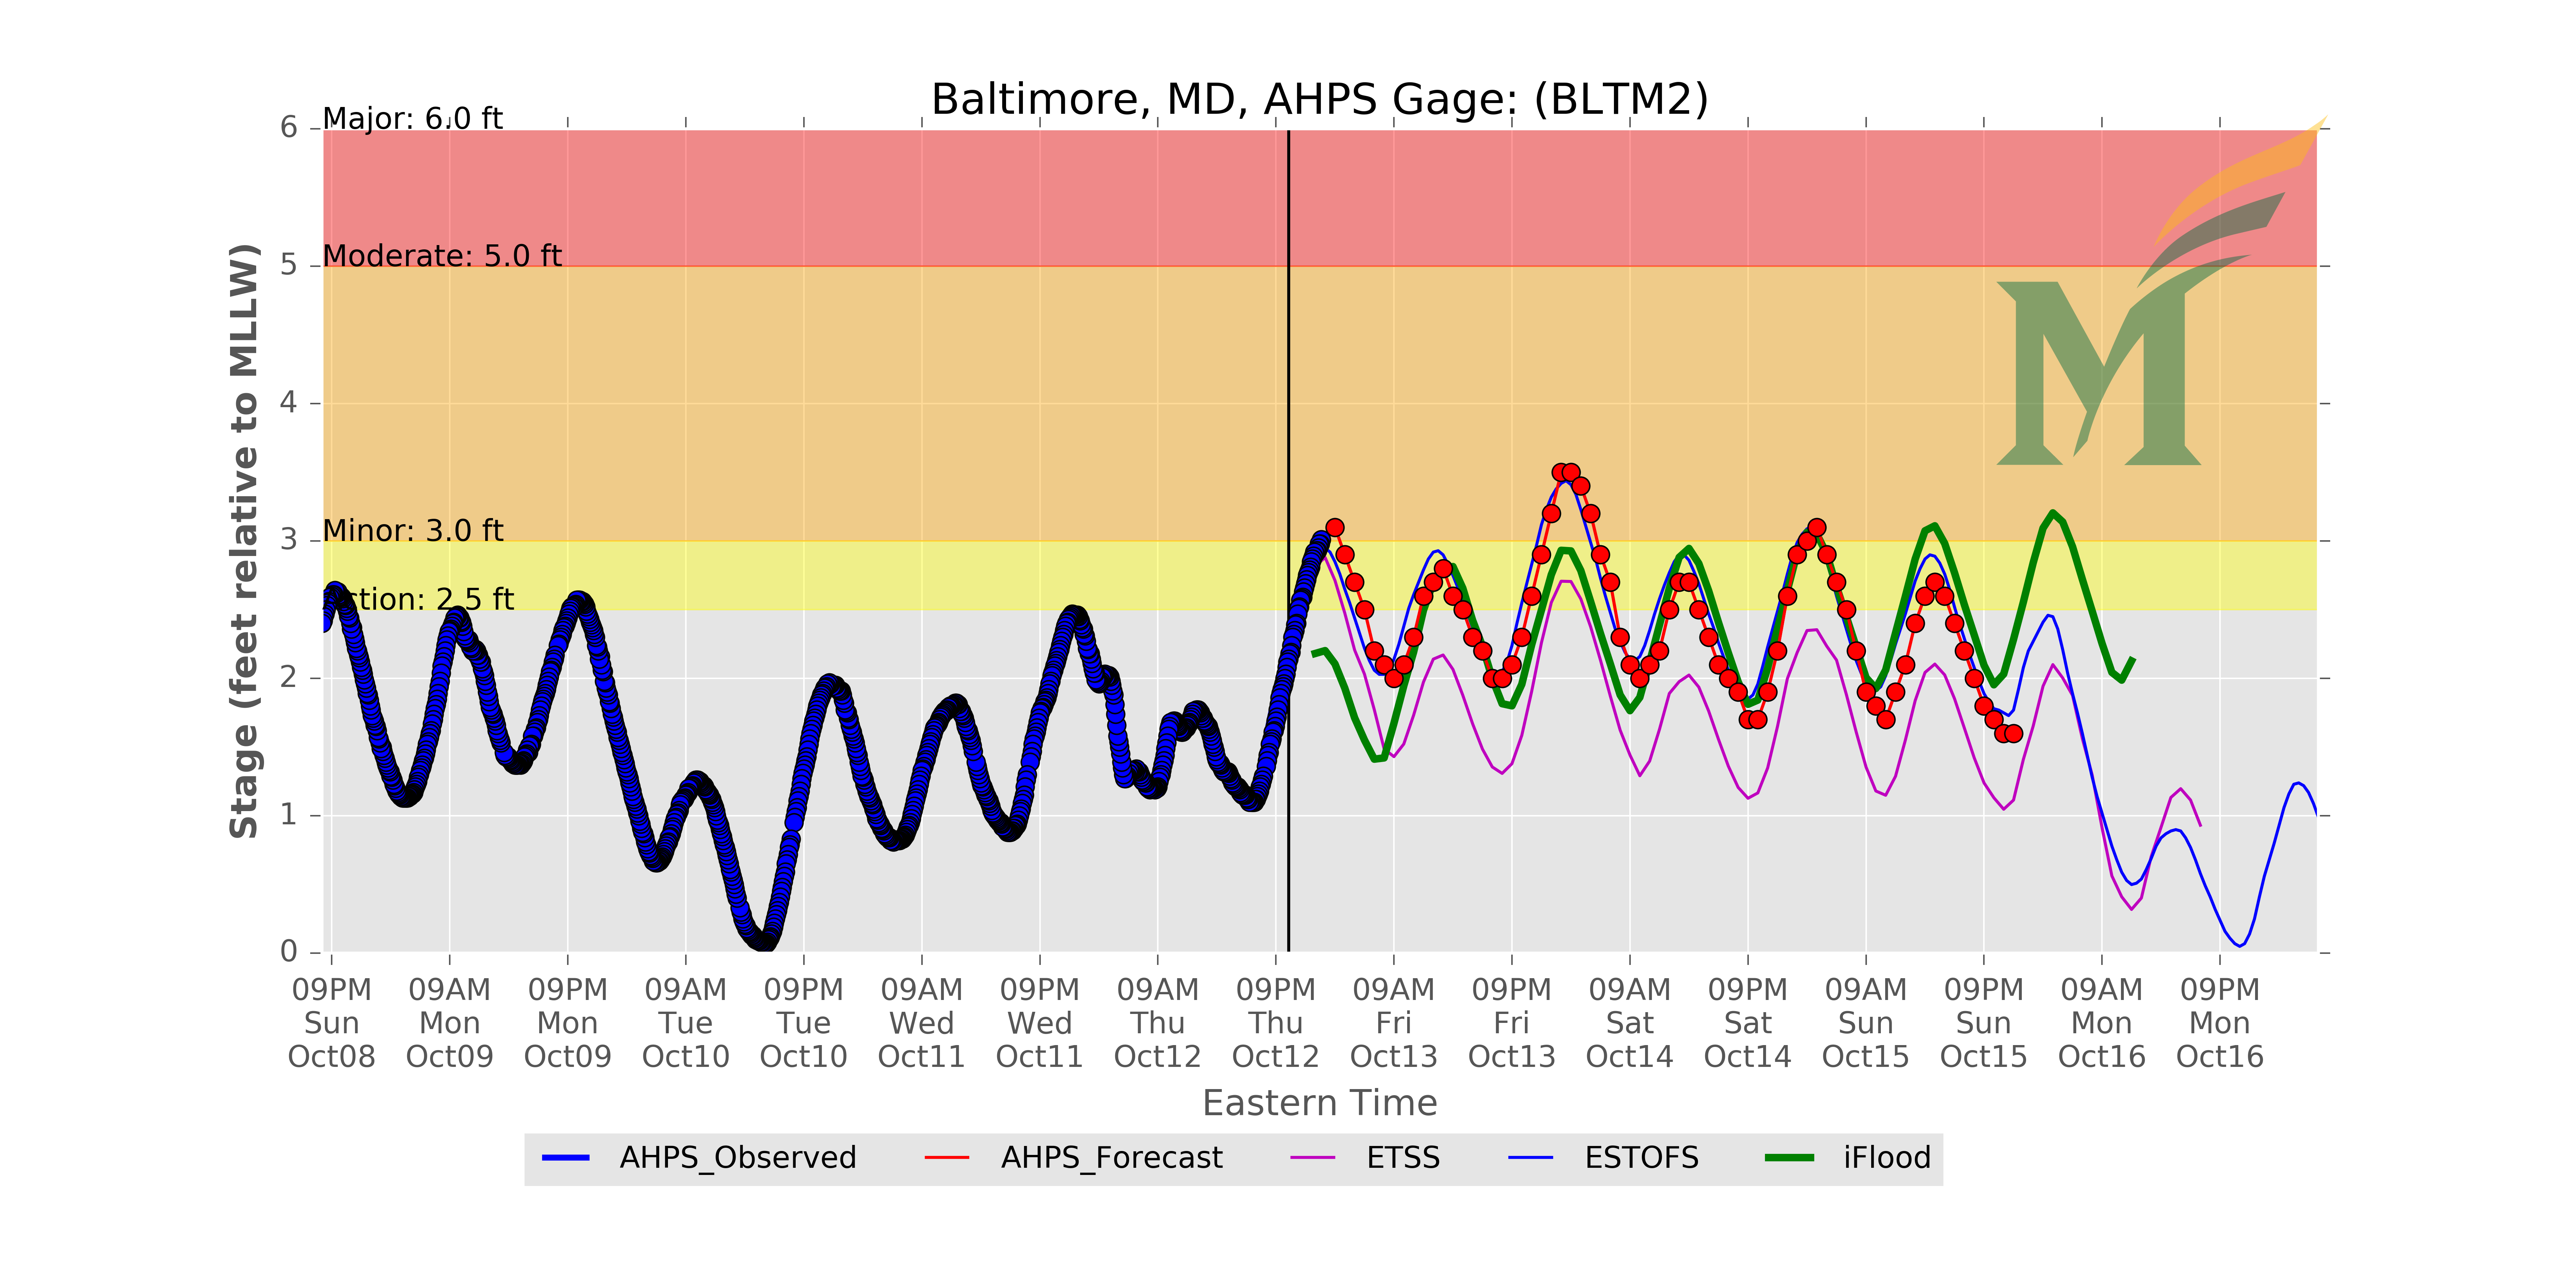 Baltimore, MD, AHPS Gage: (BLTM2)
Major: 6.0 ft
Moderate: 5.0 ft
Minor: 3.0 ft
ction: 2.5 ft
Stage (feet relative to MLLW)
6
5
4
3
2
1
0
09PM 09AM 09PM 09AM 09PM 09AM 09PM 09AM 09PM 09AM 09PM 09AM 09PM 09AM 09PM 09AM 09PM
Sun Mon Mon Tue Tue Wed Wed Thu Thu Fri Fri Sat Sat Sun Sun Mon Mon
Oct08 Oct09 Oct09 Oct10 Oct10 Oct11 Oct11 Oct12 Oct12 Oct13 Oct13 Oct14 Oct14 Oct15 Oct15 Oct16 Oct16
Eastern Time
AHPS_Observed AHPS_Forecast ETSS ESTOFS iFlood
M